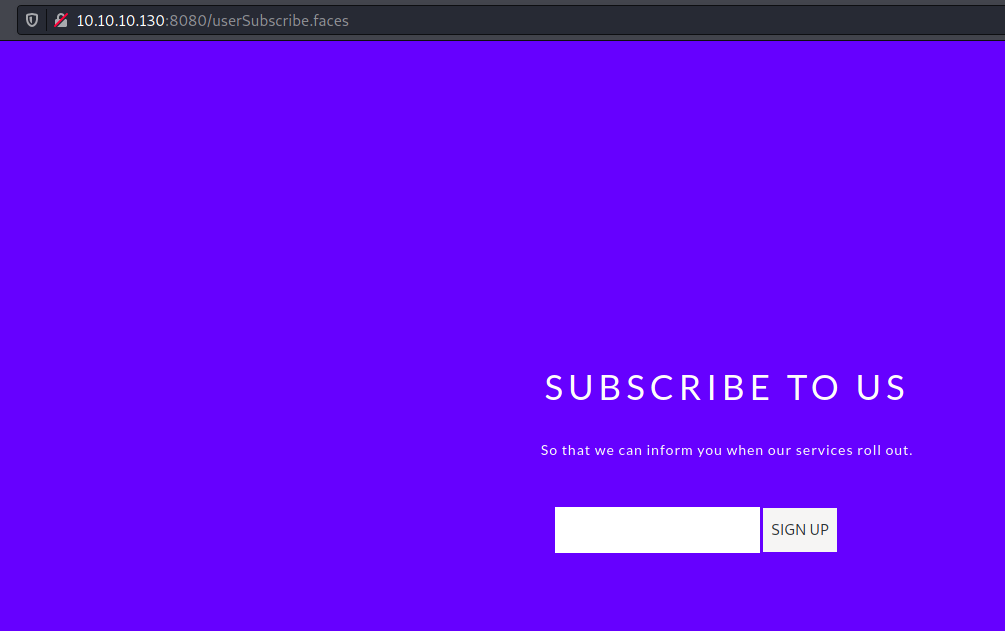 10.10.10.130:8080/userSubscribe.faces
SUBSCRIBE TO US
So that we can inform you when our services roll out.
SIGN UP